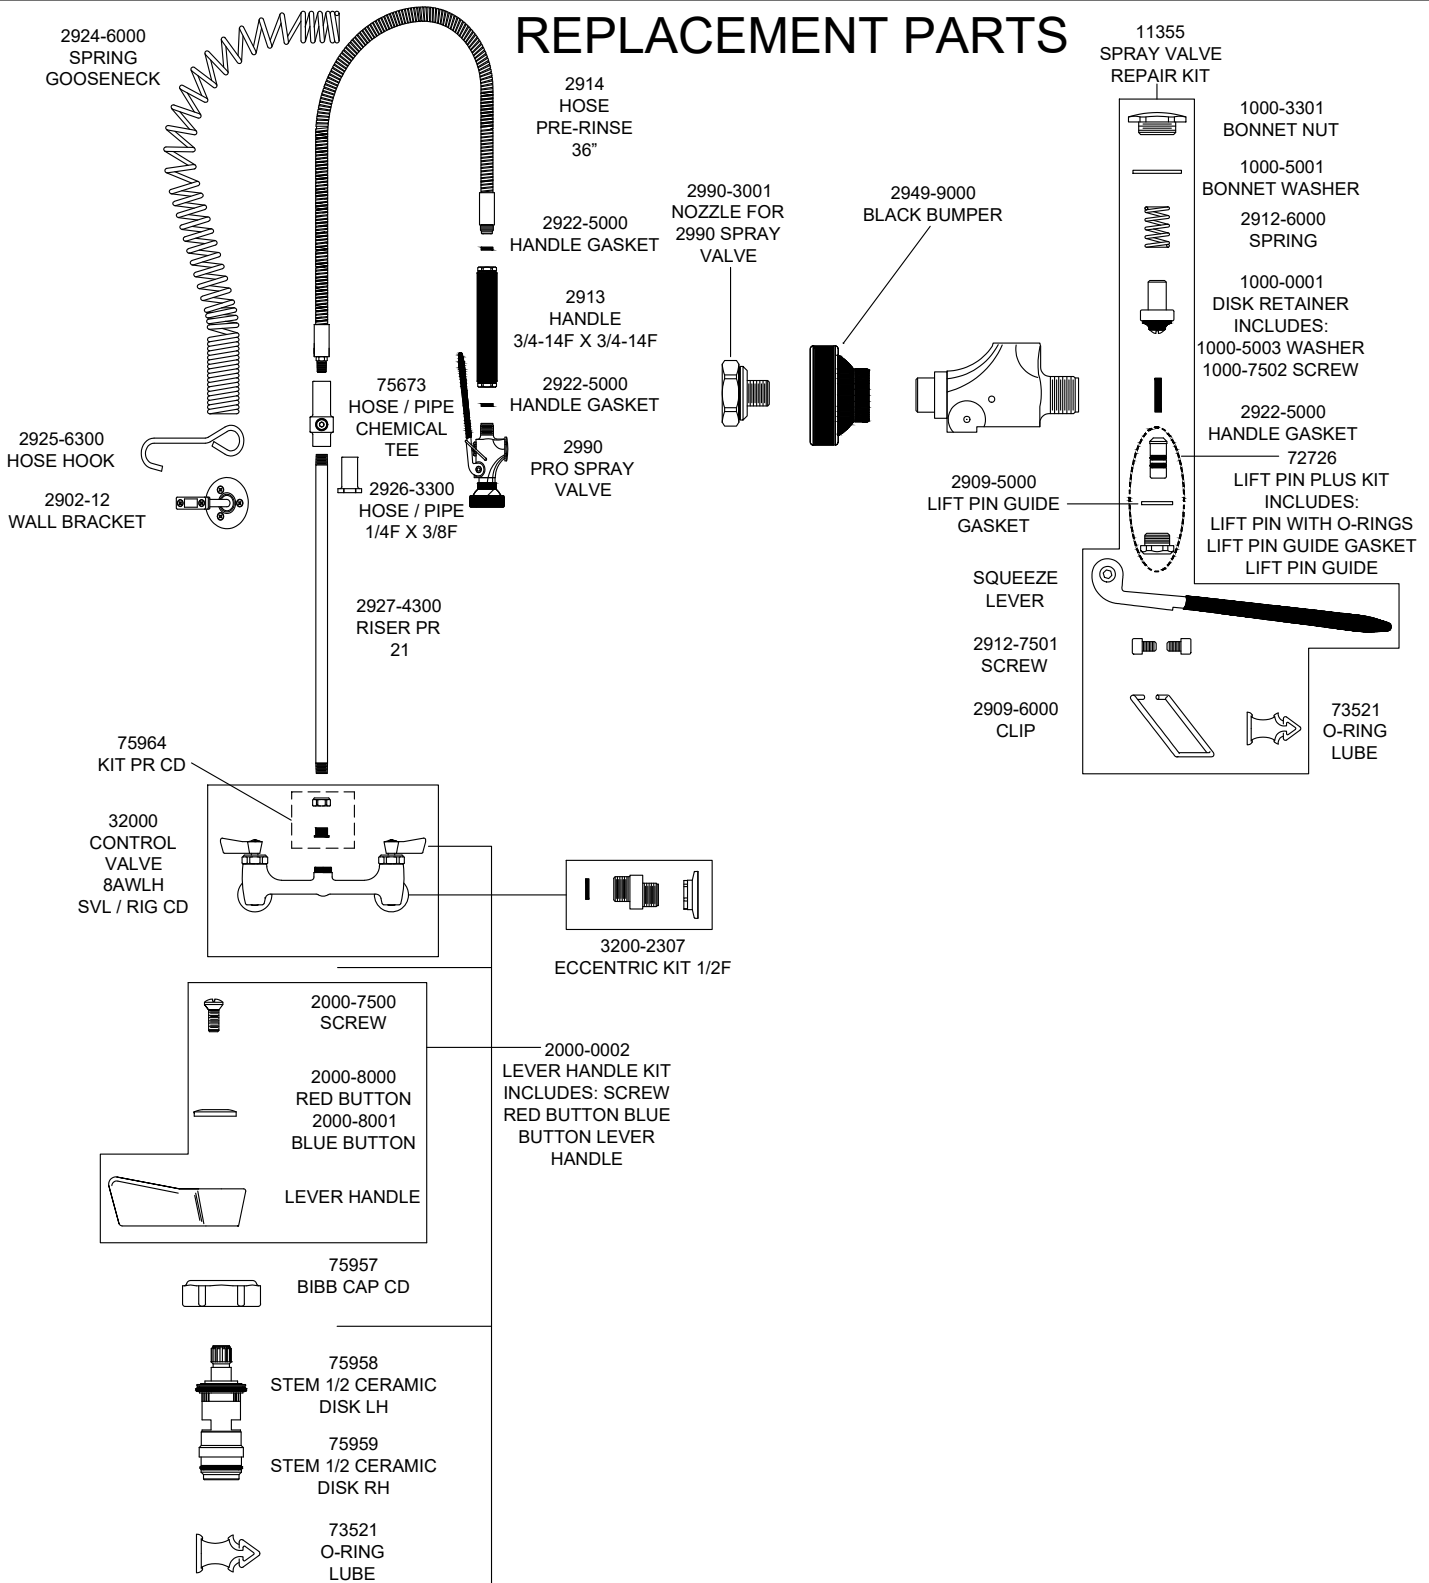 REPLACEMENT PARTS
2924-6000
SPRING
GOOSENECK
2914
HOSE
PRE-RINSE
36”
2922-5000
HANDLE GASKET
2913
HANDLE
3/4-14F X 3/4-14F
2922-5000
HANDLE GASKET
2990
PRO SPRAY
VALVE
75673
HOSE / PIPE
CHEMICAL
TEE
2926-3300
HOSE / PIPE
1/4F X 3/8F
2925-6300
HOSE HOOK
2902-12
WALL BRACKET
2927-4300
RISER PR
21
2990-3001
NOZZLE FOR
2990 SPRAY
VALVE
2949-9000
BLACK BUMPER
11355
SPRAY VALVE
REPAIR KIT
1000-3301
BONNET NUT
1000-5001
BONNET WASHER
2912-6000
SPRING
1000-0001
DISK RETAINER
INCLUDES:
1000-5003 WASHER
1000-7502 SCREW
2922-5000
HANDLE GASKET
72726
LIFT PIN PLUS KIT
INCLUDES:
LIFT PIN WITH O-RINGS
LIFT PIN GUIDE GASKET
LIFT PIN GUIDE
2909-5000
LIFT PIN GUIDE
GASKET
SQUEEZE
LEVER
2912-7501
SCREW
2909-6000
CLIP
73521
O-RING
LUBE
75964
KIT PR CD
32000
CONTROL
VALVE
8AWLH
SVL / RIG CD
3200-2307
ECCENTRIC KIT 1/2F
2000-7500
SCREW
2000-8000
RED BUTTON
2000-8001
BLUE BUTTON
LEVER HANDLE
2000-0002
LEVER HANDLE KIT
INCLUDES: SCREW
RED BUTTON BLUE
BUTTON LEVER
HANDLE
75957
BIBB CAP CD
75958
STEM 1/2 CERAMIC
DISK LH
75959
STEM 1/2 CERAMIC
DISK RH
73521
O-RING
LUBE